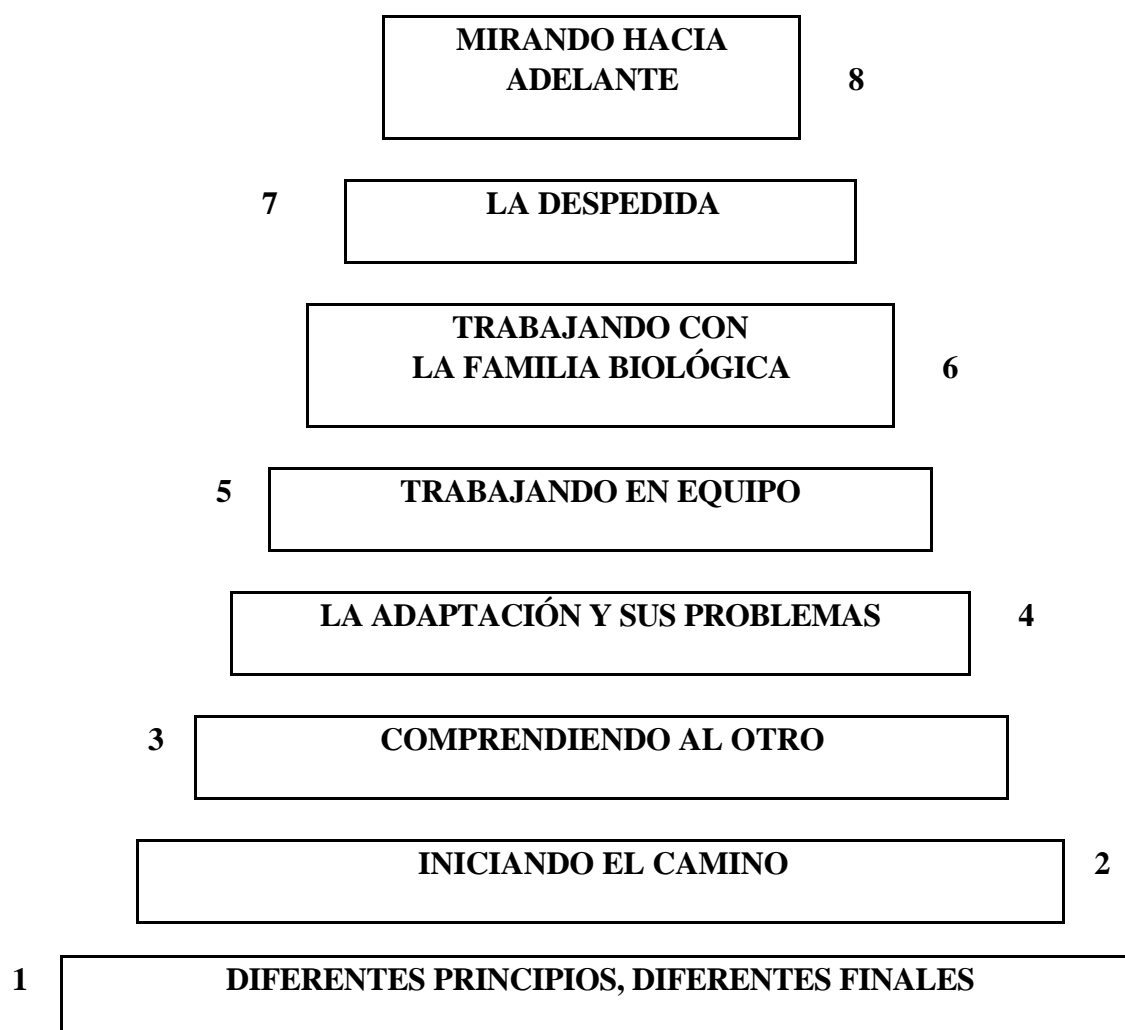 MIRANDO HACIA
ADELANTE 8
7 LA DESPEDIDA
TRABAJANDO CON
LA FAMILIA BIOLÓGICA 6
5 TRABAJANDO EN EQUIPO
LA ADAPTACIÓN Y SUS PROBLEMAS 4
3 COMPRENDIENDO AL OTRO
INICIANDO EL CAMINO 2
1 DIFERENTES PRINCIPIOS, DIFERENTES FINALES